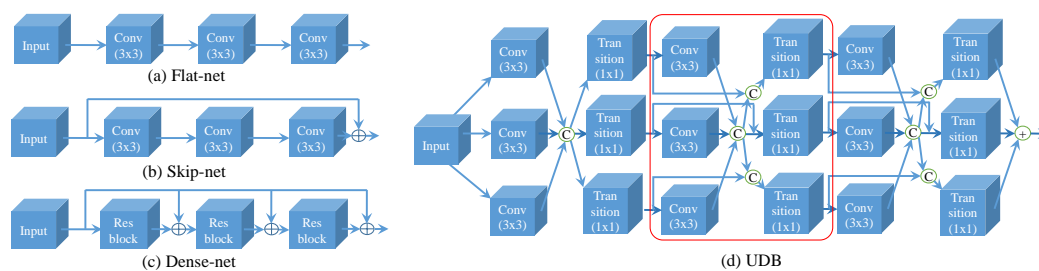 Input
Conv
(3x3)
Conv
(3x3)
Conv
(3x3)
(a) Flat-net
Input
Conv
(3x3)
Conv
(3x3)
Conv
(3x3)
(b) Skip-net
Input
Res
block
Res
block
Res
block
(c) Dense-net
Input
Conv
(3x3)
Conv
(3x3)
Conv
(3x3)
C
Tran
sition
(1x1)
Tran
sition
(1x1)
Tran
sition
(1x1)
Conv
(3x3)
Conv
(3x3)
Conv
(3x3)
C
C
C
Tran
sition
(1x1)
Tran
sition
(1x1)
Tran
sition
(1x1)
Conv
(3x3)
Conv
(3x3)
Conv
(3x3)
C
C
C
Tran
sition
(1x1)
Tran
sition
(1x1)
Tran
sition
(1x1)
+
(d) UDB